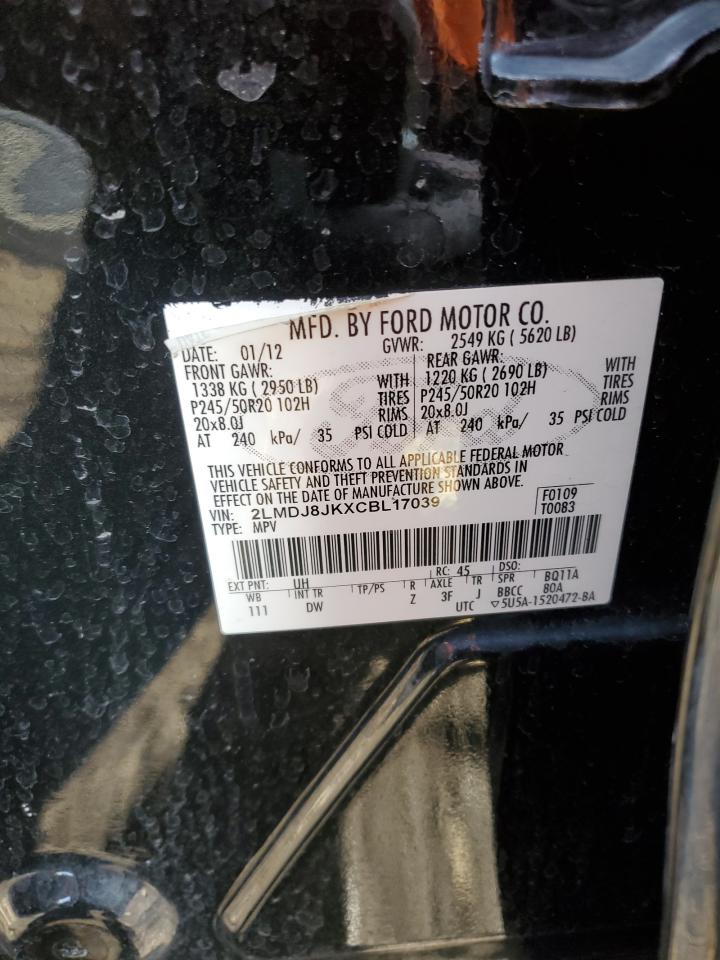 MFD. BY FORD MOTOR CO.
DATE: 01/12 GVWR: 2549 KG ( 5620 LB)
FRONT GAWR: REAR GAWR:
1338 KG ( 2950 LB) WITH 1220 KG ( 2690 LB) WITH
P245/50R20 102H TIRES P245/50R20 102H TIRES
20x8.0J RIMS 20x8.0J RIMS
AT 240 kPa/ 35 PSI COLD AT 240 kPa/ 35 PSI COLD
THIS VEHICLE CONFORMS TO ALL APPLICABLE FEDERAL MOTOR
VEHICLE SAFETY AND THEFT PREVENTION STANDARDS IN
EFFECT ON THE DATE OF MANUFACTURE SHOWN ABOVE.
VIN: 2LMDJ8JKXCBL17039 F0109
TYPE: MPV T0083
EXT PNT: UH RC: 45 DSO:
WB INT TR TP/PS R AXLE TR SPR BQ11A
111 DW Z 3F J BBCC 80A
UTC ▽5U5A-1520472-BA
Ford